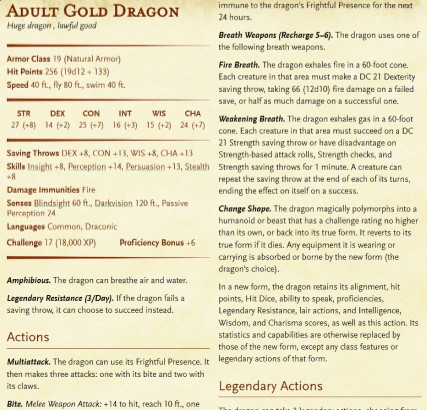 ADULT GOLD DRAGON
Huge dragon , lawful good
Armor Class 19 (Natural Armor)
Hit Points 256 (19d12 + 133)
Speed 40 ft., fly 80 ft., swim 40 ft.
STR DEX CON INT WIS CHA
27 (+8) 14 (+2) 25 (+7) 16 (+3) 15 (+2) 24 (+7)
Saving Throws DEX +8, CON +13, WIS +8, CHA +13
Skills Insight +8, Perception +14, Persuasion +13, Stealth
+8
Damage Immunities Fire
Senses Blindsight 60 ft., Darkvision 120 ft., Passive
Perception 24
Languages Common, Draconic
Challenge 17 (18,000 XP) Proficiency Bonus +6
Amphibious. The dragon can breathe air and water.
Legendary Resistance (3/Day). If the dragon fails a
saving throw, it can choose to succeed instead.
Actions
Multiattack. The dragon can use its Frightful Presence. It
then makes three attacks: one with its bite and two with
its claws.
Bite. Melee Weapon Attack: +14 to hit, reach 10 ft., one
immune to the dragon's Frightful Presence for the next
24 hours.
Breath Weapons (Recharge 5–6). The dragon uses one of
the following breath weapons.
Fire Breath. The dragon exhales fire in a 60-foot cone.
Each creature in that area must make a DC 21 Dexterity
saving throw, taking 66 (12d10) fire damage on a failed
save, or half as much damage on a successful one.
Weakening Breath. The dragon exhales gas in a 60-foot
cone. Each creature in that area must succeed on a DC
21 Strength saving throw or have disadvantage on
Strength-based attack rolls, Strength checks, and
Strength saving throws for 1 minute. A creature can
repeat the saving throw at the end of each of its turns,
ending the effect on itself on a success.
Change Shape. The dragon magically polymorphs into a
humanoid or beast that has a challenge rating no higher
than its own, or back into its true form. It reverts to its
true form if it dies. Any equipment it is wearing or
carrying is absorbed or borne by the new form (the
dragon's choice).
In a new form, the dragon retains its alignment, hit
points, Hit Dice, ability to speak, proficiencies,
Legendary Resistance, lair actions, and Intelligence,
Wisdom, and Charisma scores, as well as this action. Its
statistics and capabilities are otherwise replaced by
those of the new form, except any class features or
legendary actions of that form.
Legendary Actions